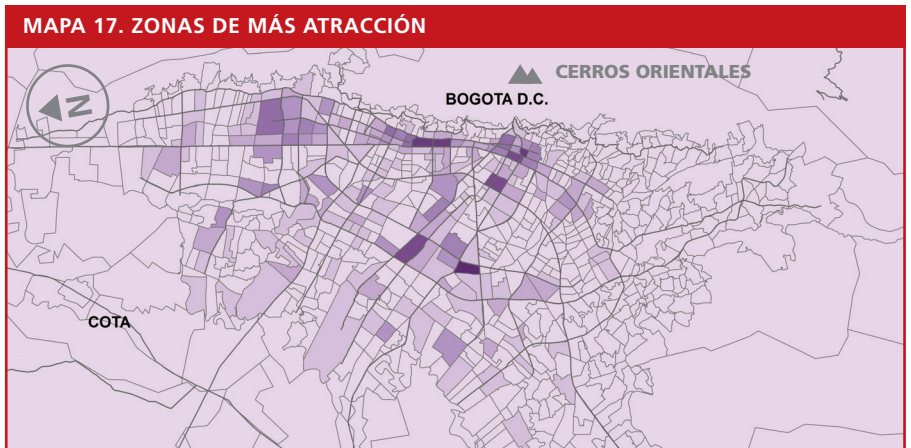 MAPA 17. ZONAS DE MÁS ATRACCIÓN
CERROS ORIENTALES
BOGOTA D.C.
N
COTA